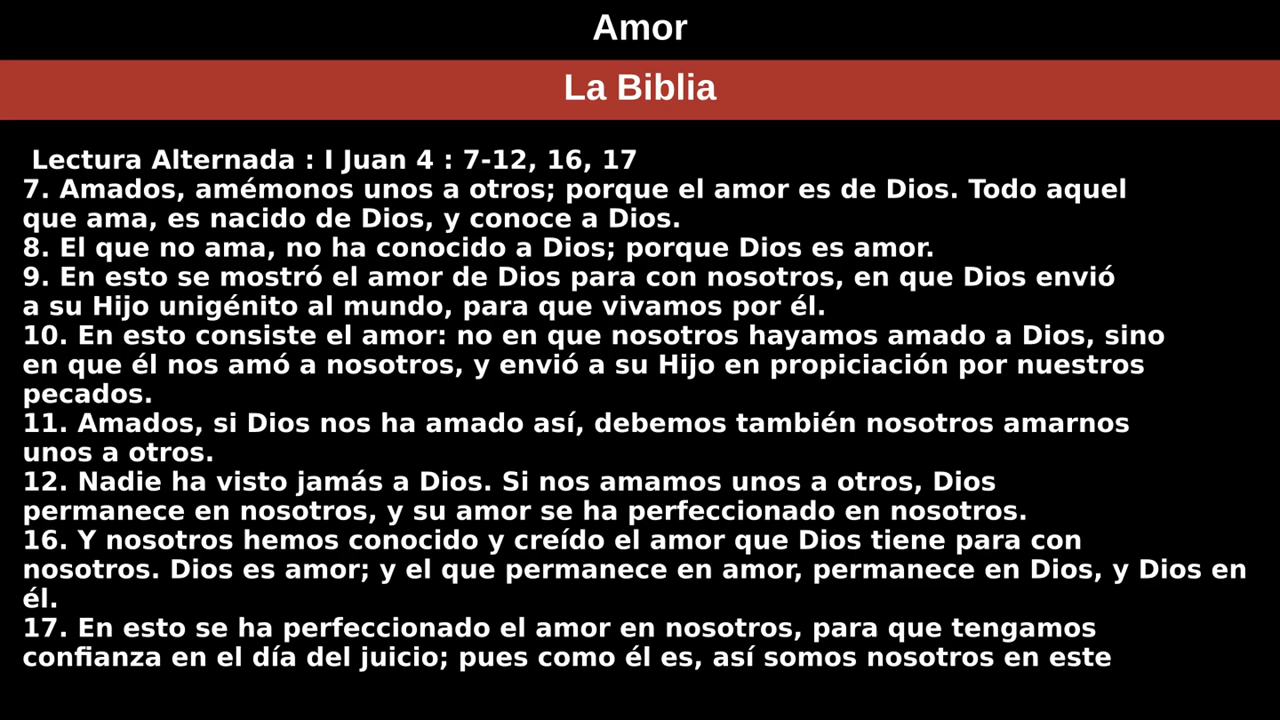 Amor
La Biblia
Lectura Alternada : I Juan 4 : 7-12, 16, 17
7. Amados, amémonos unos a otros; porque el amor es de Dios. Todo aquel
que ama, es nacido de Dios, y conoce a Dios.
8. El que no ama, no ha conocido a Dios; porque Dios es amor.
9. En esto se mostró el amor de Dios para con nosotros, en que Dios envió
a su Hijo unigénito al mundo, para que vivamos por él.
10. En esto consiste el amor: no en que nosotros hayamos amado a Dios, sino
en que él nos amó a nosotros, y envió a su Hijo en propiciación por nuestros
pecados.
11. Amados, si Dios nos ha amado así, debemos también nosotros amarnos
unos a otros.
12. Nadie ha visto jamás a Dios. Si nos amamos unos a otros, Dios
permanece en nosotros, y su amor se ha perfeccionado en nosotros.
16. Y nosotros hemos conocido y creído el amor que Dios tiene para con
nosotros. Dios es amor; y el que permanece en amor, permanece en Dios, y Dios en
él.
17. En esto se ha perfeccionado el amor en nosotros, para que tengamos
confianza en el día del juicio; pues como él es, así somos nosotros en este